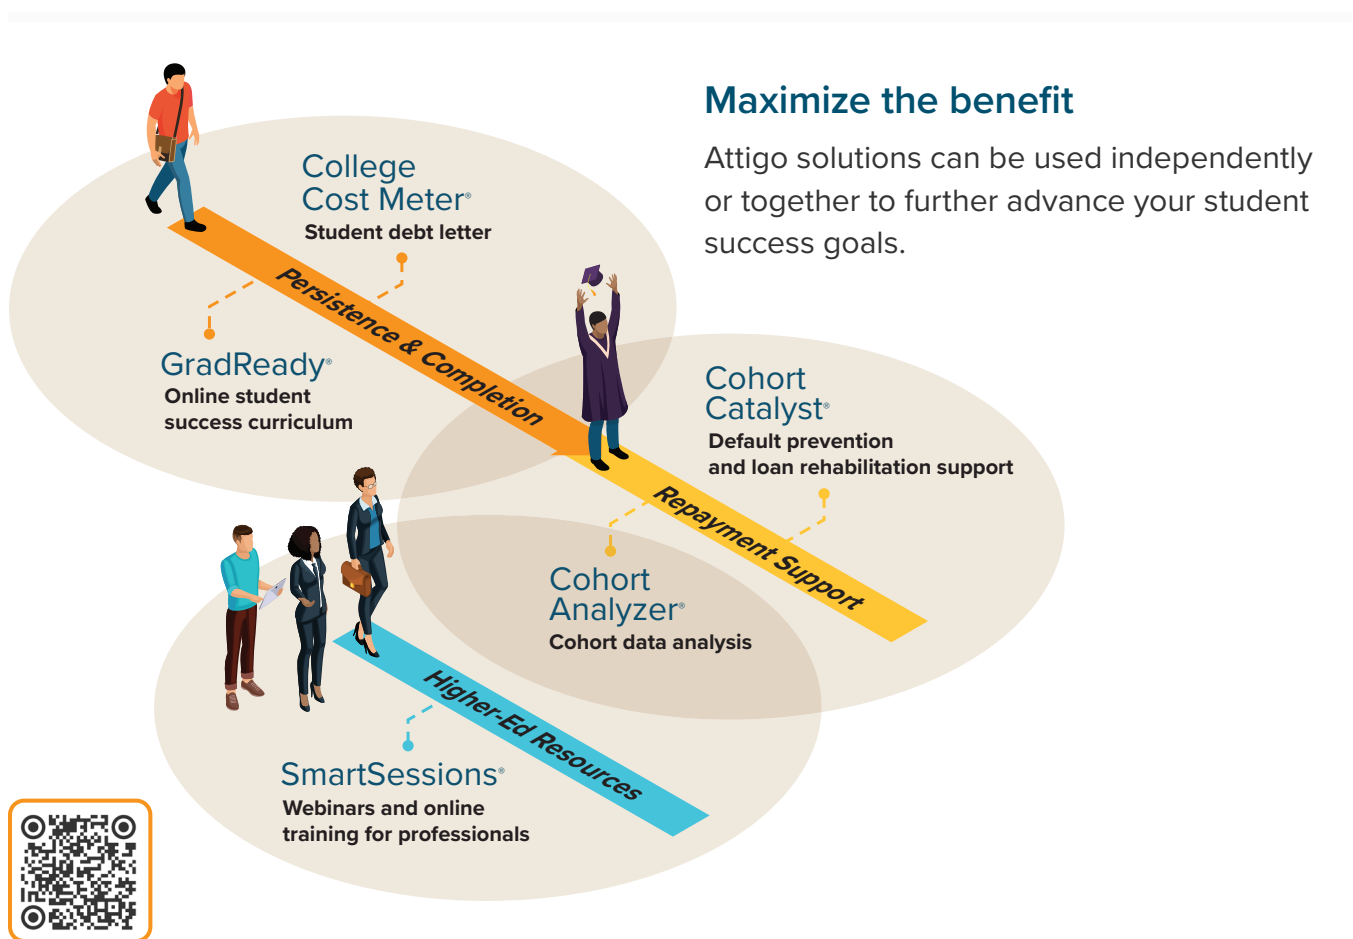 Maximize the benefit
Attigo solutions can be used independently
or together to further advance your student
success goals.
College
Cost Meter®
Student debt letter
Persistence & Completion
GradReady®
Online student
success curriculum
Cohort
Catalyst®
Default prevention
and loan rehabilitation support
Repayment Support
Cohort
Analyzer®
Cohort data analysis
Higher-Ed Resources
SmartSessions®
Webinars and online
training for professionals